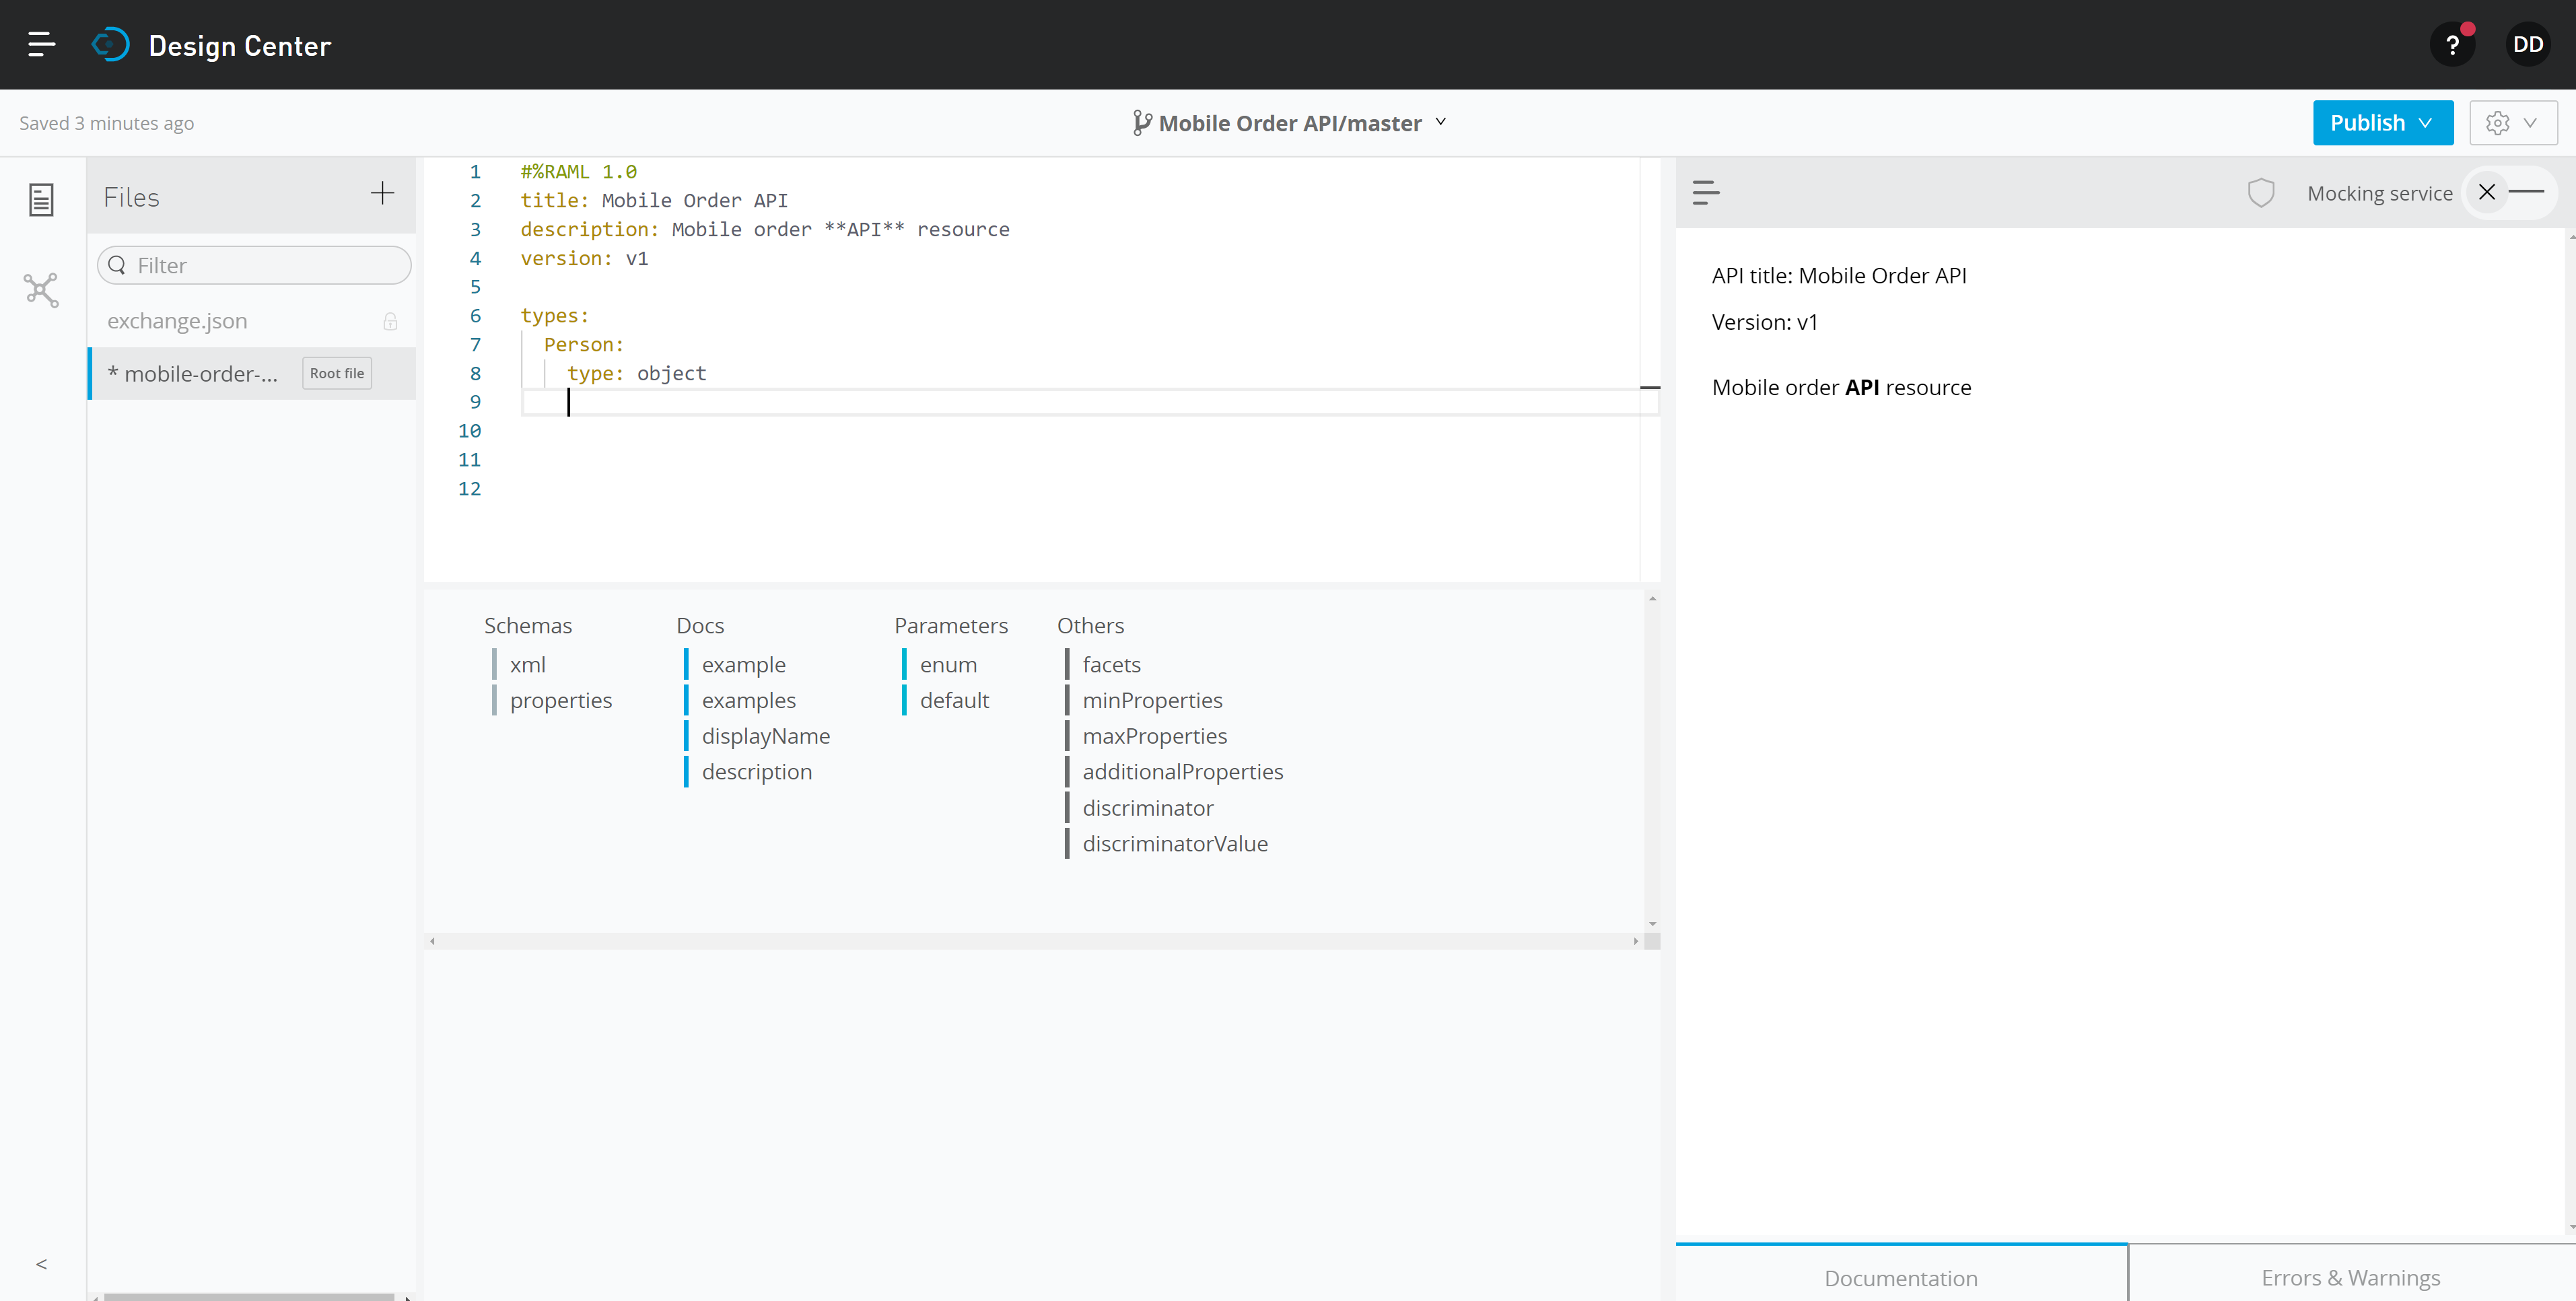 Design Center
?
DD
Saved 3 minutes ago
Mobile Order API/master
Publish
Files
Filter
exchange.json
* mobile-order-... Root file
1 #%RAML 1.0
2 title: Mobile Order API
3 description: Mobile order **API** resource
4 version: v1
5
6 types:
7 Person:
8 type: object
9
10
11
12
Schemas
xml
properties
Docs
example
examples
displayName
description
Parameters
enum
default
Others
facets
minProperties
maxProperties
additionalProperties
discriminator
discriminatorValue
Mocking service
API title: Mobile Order API
Version: v1
Mobile order API resource
Documentation
Errors & Warnings